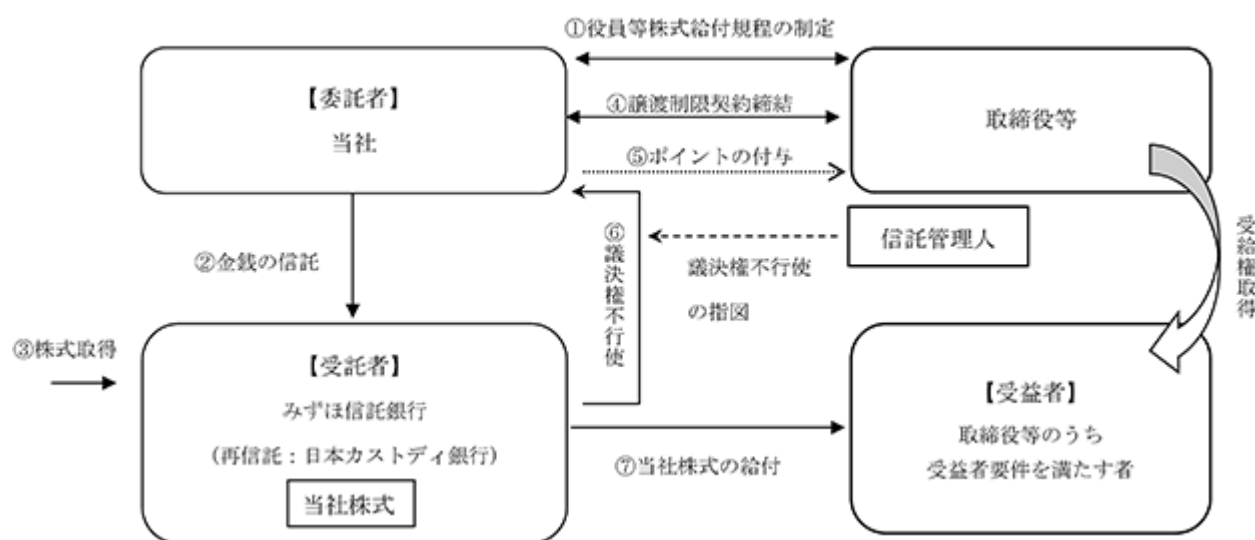 ①役員等株式給付規程の制定
【委託者】
当社
④譲渡制限契約締結
取締役等
⑤ポイントの付与
②金銭の信託
⑥議決権不行使
信託管理人
議決権不行使
の指図
受給権取得
③株式取得
【受託者】
みずほ信託銀行
(再信託：日本カストディ銀行)
当社株式
⑦当社株式の給付
【受益者】
取締役等のうち
受益者要件を満たす者